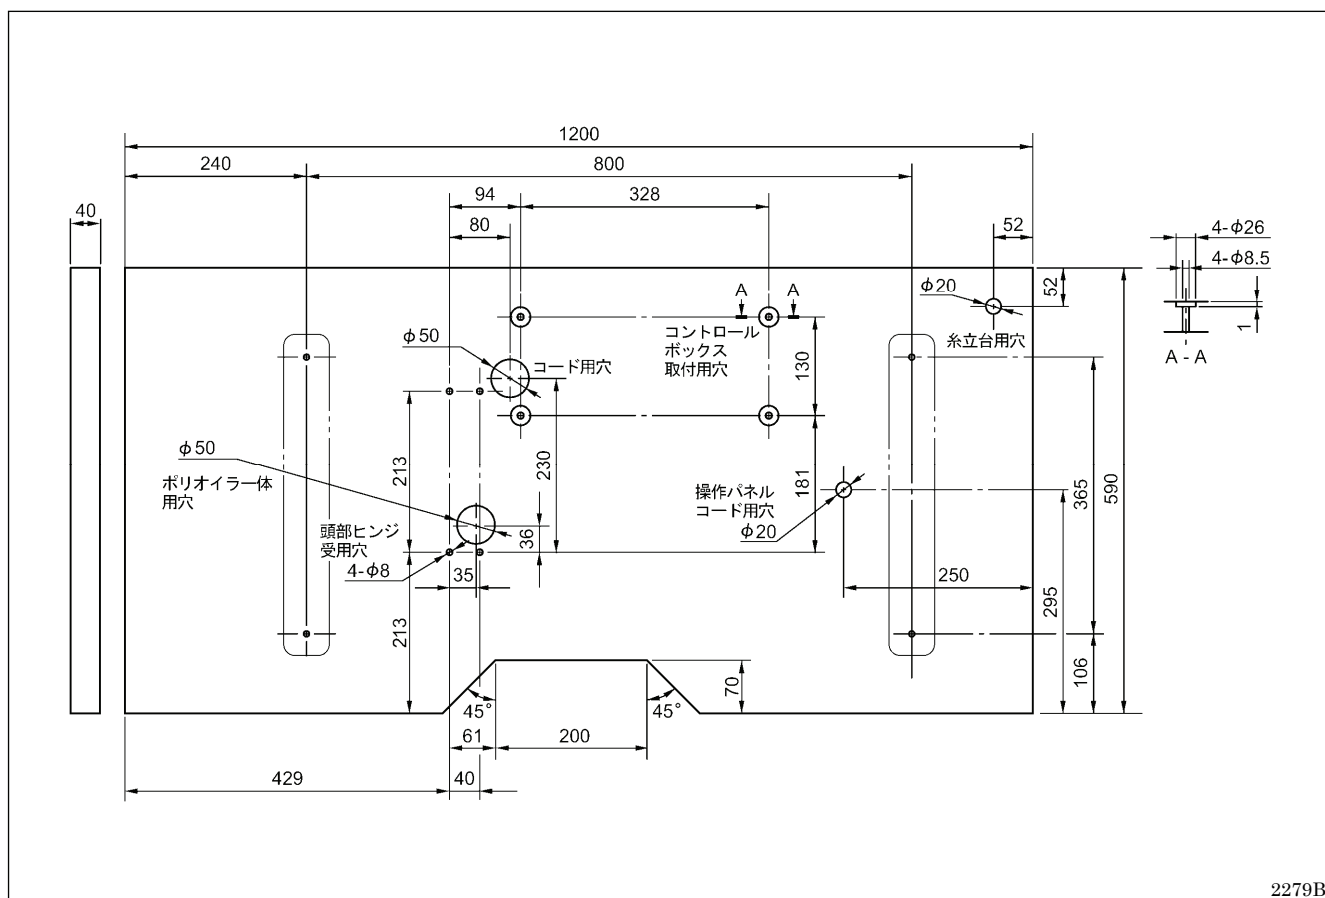 1200
240
800
94
328
40
80
52
4-φ26
4-φ8.5
52
A
A
φ20
1
A - A
φ50
コード用穴
コントロール
ボックス
取付用穴
糸立台用穴
130
φ50
ポリオイラー体
用穴
213
230
181
操作パネル
コード用穴
φ20
365
590
頭部ヒンジ
受用穴
4-φ8
36
35
250
295
213
70
106
45°
45°
61
200
429
40
2279B